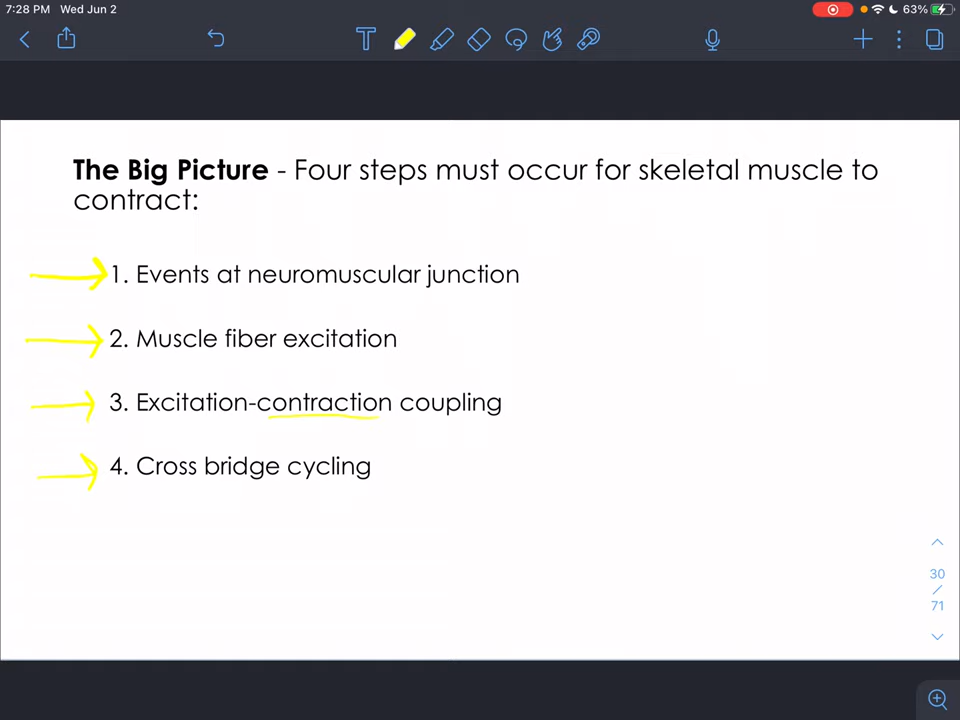 7:28 PM Wed Jun 2
63%
The Big Picture - Four steps must occur for skeletal muscle to
contract:
1. Events at neuromuscular junction
2. Muscle fiber excitation
3. Excitation-contraction coupling
4. Cross bridge cycling
30
/
71